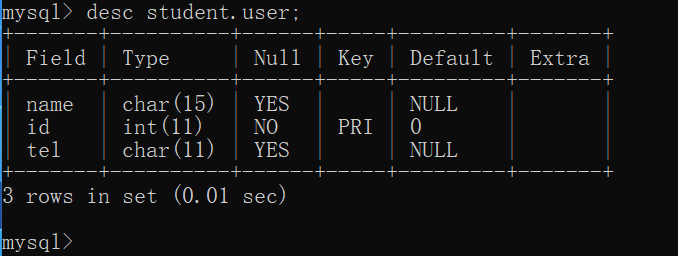 mysql> desc student.user;
+-------+----------+------+-----+---------+-------+
| Field | Type     | Null | Key | Default | Extra |
+-------+----------+------+-----+---------+-------+
| name  | char(15) | YES  |     | NULL    |       |
| id    | int(11)  | NO   | PRI | 0       |       |
| tel   | char(11) | YES  |     | NULL    |       |
+-------+----------+------+-----+---------+-------+
3 rows in set (0.01 sec)
mysql>